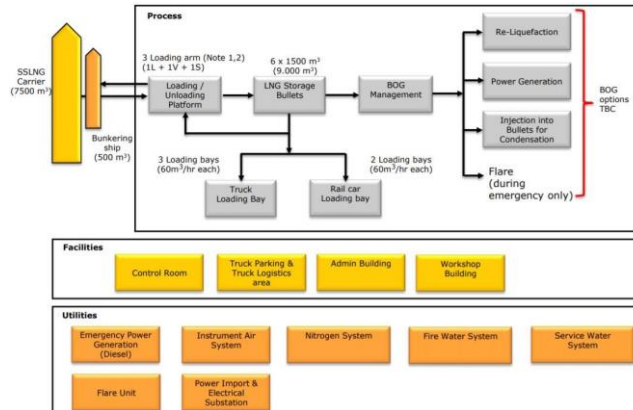 Process
SSLNG
Carrier
(7500 m³)
Bunkering
ship
(500 m³)
3 Loading arm (Note 1,2)
(1L + 1V + 1S)
Loading /
Unloading
Platform
6 x 1500 m³
(9.000 m³)
LNG Storage
Bullets
BOG
Management
Re-Liquefaction
Power Generation
Injection into
Bullets for
Condensation
Flare
(during
emergency only)
BOG
options
TBC
3 Loading bays
(60m³/hr each)
Truck
Loading Bay
2 Loading bays
(60m³/hr each)
Rail car
Loading bay
Facilities
Control Room
Truck Parking &
Truck Logistics
area
Admin Building
Workshop
Building
Utilities
Emergency Power
Generation
(Diesel)
Instrument Air
System
Nitrogen System
Fire Water System
Service Water
System
Flare Unit
Power Import &
Electrical
Substation